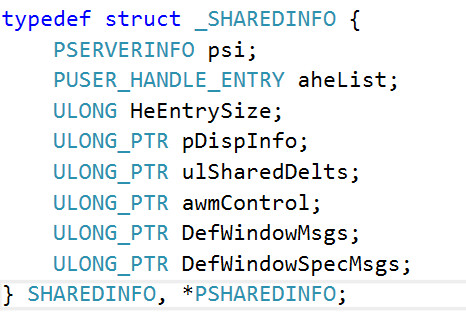 typedef struct _SHAREDINFO {
    PSERVERINFO psi;
    PUSER_HANDLE_ENTRY aheList;
    ULONG HeEntrySize;
    ULONG_PTR pDispInfo;
    ULONG_PTR ulSharedDelts;
    ULONG_PTR awmControl;
    ULONG_PTR DefWindowMsgs;
    ULONG_PTR DefWindowSpecMsgs;
} SHAREDINFO, *PSHAREDINFO;